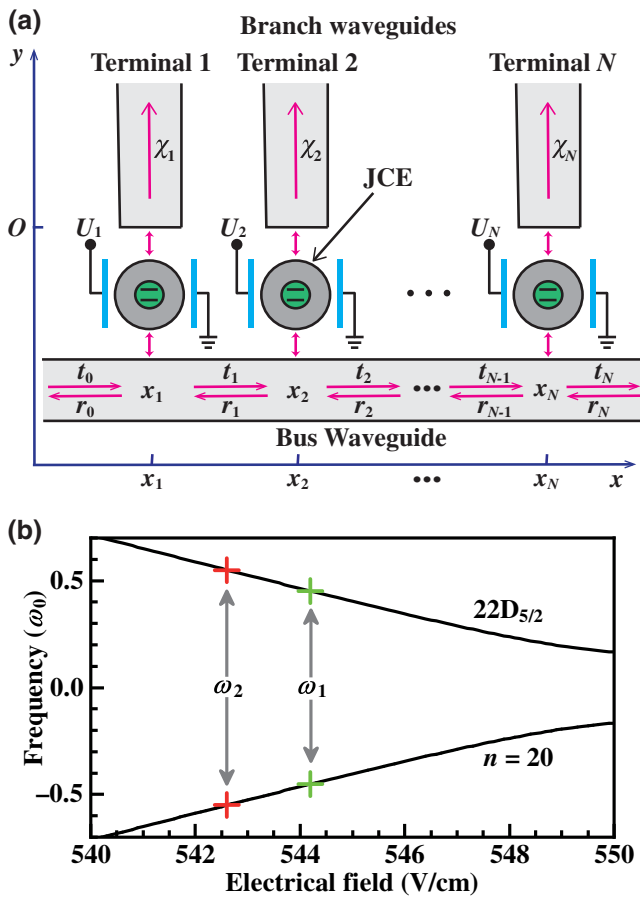 (a)
Branch waveguides
y
Terminal 1 Terminal 2 Terminal N
χ1 χ2 χN
JCE
O
U1 U2 UN
...
t0 t1 t2 ... tN-1 tN
x1 x2 xN
r0 r1 r2 rN-1 rN
Bus Waveguide
x1 x2 ... xN x
(b)
Frequency (ω0)
0.5
0.0
−0.5
22D5/2
ω2 ω1
n = 20
540 542 544 546 548 550
Electrical field (V/cm)